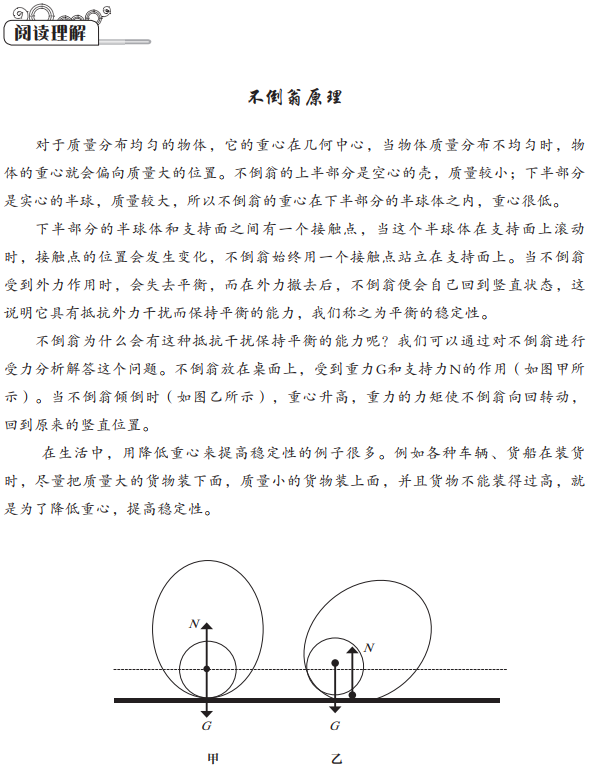 阅读理解
不倒翁原理
对于质量分布均匀的物体，它的重心在几何中心，当物体质量分布不均匀时，物
体的重心就会偏向质量大的位置。不倒翁的上半部分是空心的壳，质量较小；下半部分
是实心的半球，质量较大，所以不倒翁的重心在下半部分的半球体之内，重心很低。
下半部分的半球体和支持面之间有一个接触点，当这个半球体在支持面上滚动
时，接触点的位置会发生变化，不倒翁始终用一个接触点站立在支持面上。当不倒翁
受到外力作用时，会失去平衡，而在外力撤去后，不倒翁便会自己回到竖直状态，这
说明它具有抵抗外力干扰而保持平衡的能力，我们称之为平衡的稳定性。
不倒翁为什么会有这种抵抗干扰保持平衡的能力呢？我们可以通过对不倒翁进行
受力分析解答这个问题。不倒翁放在桌面上，受到重力G和支持力N的作用（如图甲所
示）。当不倒翁倾倒时（如图乙所示），重心升高，重力的力矩使不倒翁向回转动，
回到原来的竖直位置。
在生活中，用降低重心来提高稳定性的例子很多。例如各种车辆、货船在装货
时，尽量把质量大的货物装下面，质量小的货物装上面，并且货物不能装得过高，就
是为了降低重心，提高稳定性。
N
N
G
G
甲
乙